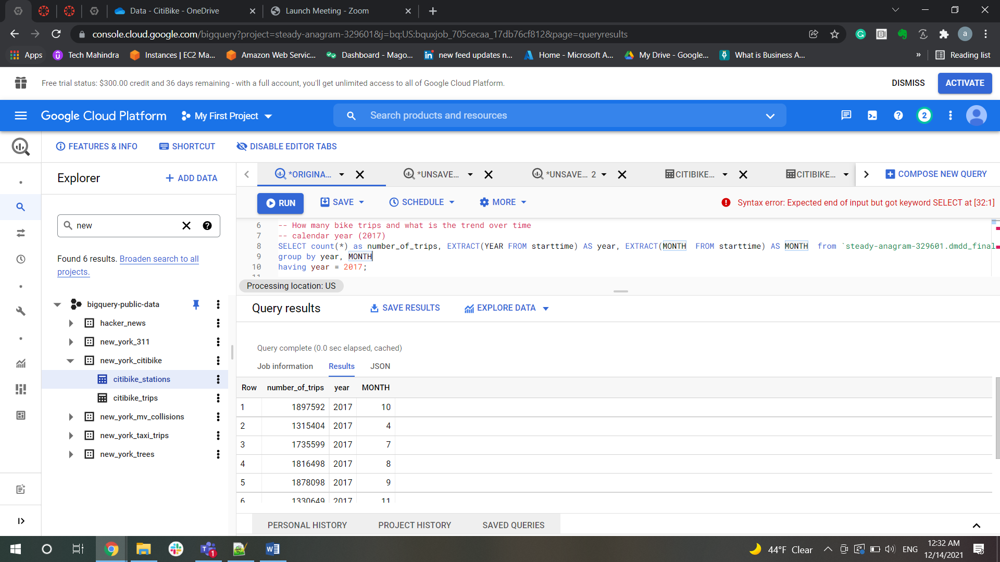 Data - CitiBike - OneDrive
Launch Meeting - Zoom
console.cloud.google.com/bigquery?project=steady-anagram-329601&j=bq:US:bquxjob_705cecaa_17db76cf812&page=queryresults
a
Apps
Tech Mahindra
Instances | EC2 Ma...
Amazon Web Servic...
Dashboard - Mago...
new feed updates n...
Home - Microsoft A...
My Drive - Google...
What is Business A...
»
Reading list
Free trial status: $300.00 credit and 36 days remaining - with a full account, you'll get unlimited access to all of Google Cloud Platform.
DISMISS
ACTIVATE
Google Cloud Platform
My First Project
Search products and resources
2
FEATURES & INFO
SHORTCUT
DISABLE EDITOR TABS
Explorer
+ ADD DATA
*ORIGINA...
*UNSAVE...
*UNSAVE... 2
CITIBIKE...
CITIBIKE...
COMPOSE NEW QUERY
RUN
SAVE
SCHEDULE
MORE
Syntax error: Expected end of input but got keyword SELECT at [32:1]
new
Found 6 results. Broaden search to all
projects.
6 -- How many bike trips and what is the trend over time
7 -- calendar year (2017)
8 SELECT count(*) as number_of_trips, EXTRACT(YEAR FROM starttime) AS year, EXTRACT(MONTH FROM starttime) AS MONTH from `steady-anagram-329601.dmdd_final
9 group by year, MONTH
10 having year = 2017;
11
Processing location: US
bigquery-public-data
hacker_news
new_york_311
new_york_citibike
citibike_stations
citibike_trips
new_york_mv_collisions
new_york_taxi_trips
new_york_trees
Query results
SAVE RESULTS
EXPLORE DATA
Query complete (0.0 sec elapsed, cached)
Job information
Results
JSON
Row number_of_trips year MONTH
1 1897592 2017 10
2 1315404 2017 4
3 1735599 2017 7
4 1816498 2017 8
5 1878098 2017 9
6 1330649 2017 11
PERSONAL HISTORY
PROJECT HISTORY
SAVED QUERIES
1
44°F Clear
ENG
12:32 AM
12/14/2021